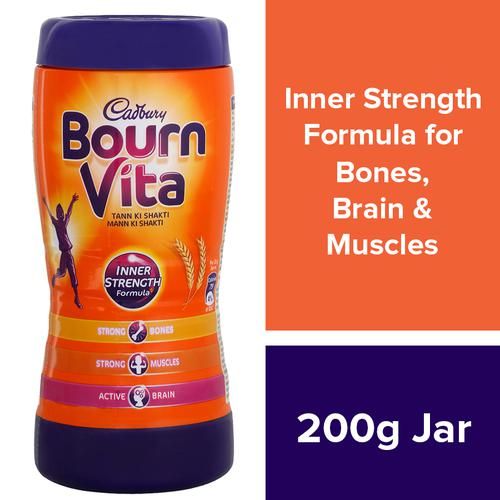 Cadbury
Bourn
Vita
TANN KI SHAKTI
MANN KI SHAKTI
INNER
STRENGTH
Formula
STRONG BONES
STRONG MUSCLES
ACTIVE BRAIN
Inner Strength
Formula for
Bones,
Brain &
Muscles
200g Jar